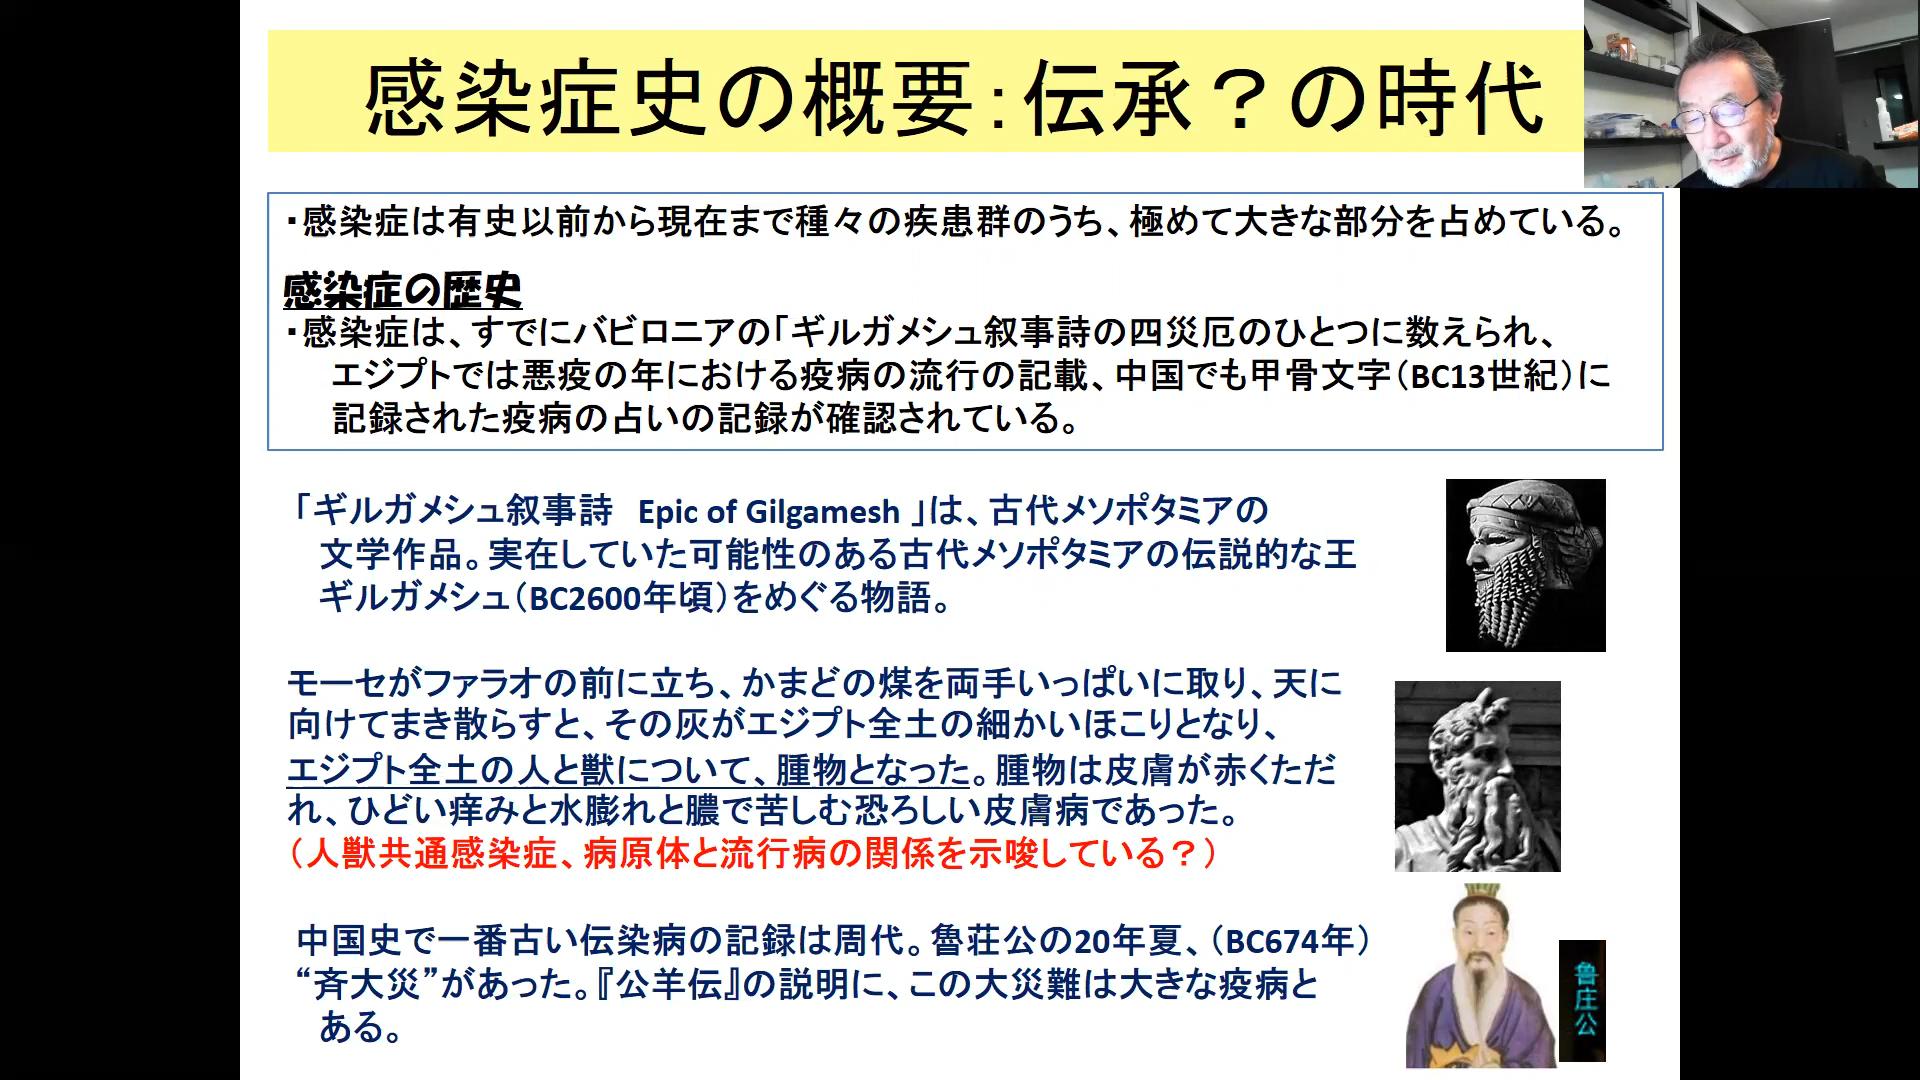 感染症史の概要：伝承？の時代
・感染症は有史以前から現在まで種々の疾患群のうち、極めて大きな部分を占めている。
感染症の歴史
・感染症は、すでにバビロニアの「ギルガメシュ叙事詩の四災厄のひとつに数えられ、
エジプトでは悪疫の年における疫病の流行の記載、中国でも甲骨文字（BC13世紀）に
記録された疫病の占いの記録が確認されている。
「ギルガメシュ叙事詩　Epic of Gilgamesh 」は、古代メソポタミアの
文学作品。実在していた可能性のある古代メソポタミアの伝説的な王
ギルガメシュ（BC2600年頃）をめぐる物語。
モーセがファラオの前に立ち、かまどの煤を両手いっぱいに取り、天に
向けてまき散らすと、その灰がエジプト全土の細かいほこりとなり、
エジプト全土の人と獣について、腫物となった。腫物は皮膚が赤くただ
れ、ひどい痒みと水膨れと膿で苦しむ恐ろしい皮膚病であった。
（人獣共通感染症、病原体と流行病の関係を示唆している？）
中国史で一番古い伝染病の記録は周代。魯荘公の20年夏、（BC674年）
“斉大災”があった。『公羊伝』の説明に、この大災難は大きな疫病と
ある。
魯庄公